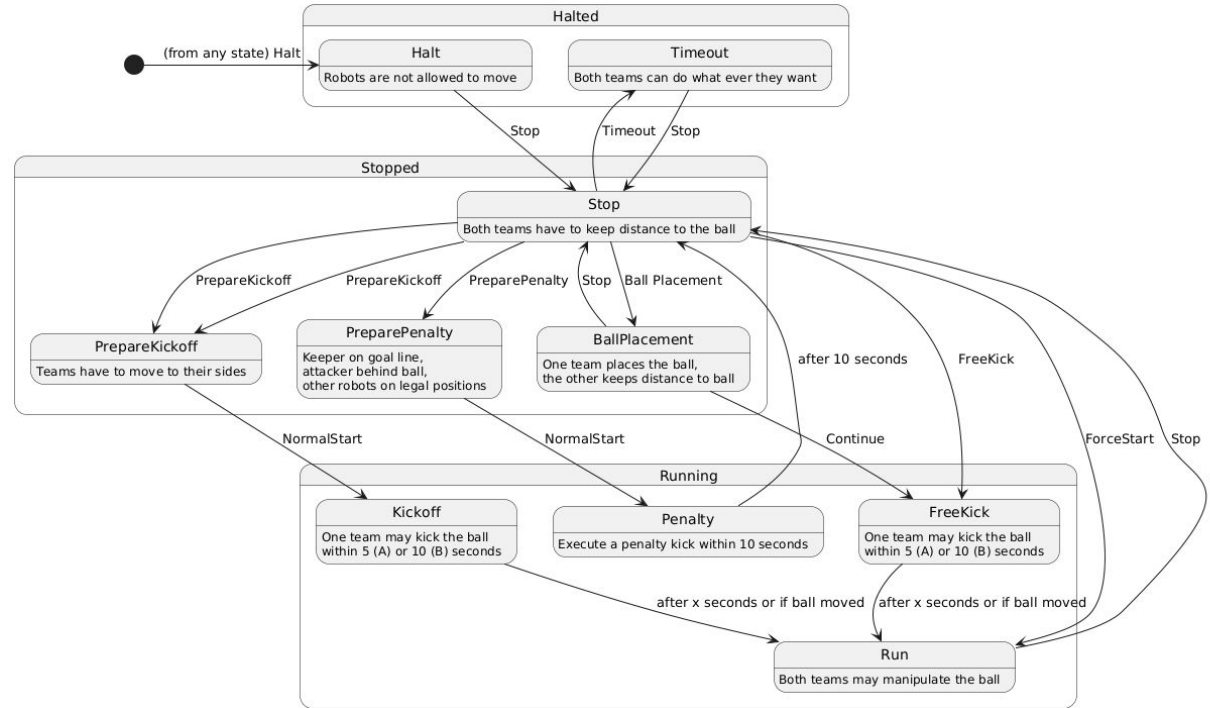 Halted
(from any state) Halt
Halt
Robots are not allowed to move
Timeout
Both teams can do what ever they want
Stop
Timeout
Stop
Stopped
Stop
Both teams have to keep distance to the ball
PrepareKickoff
PrepareKickoff
PreparePenalty
Stop
Ball Placement
PrepareKickoff
Teams have to move to their sides
PreparePenalty
Keeper on goal line,
attacker behind ball,
other robots on legal positions
BallPlacement
One team places the ball,
the other keeps distance to ball
after 10 seconds
FreeKick
NormalStart
NormalStart
Continue
ForceStart
Stop
Running
Kickoff
One team may kick the ball
within 5 (A) or 10 (B) seconds
Penalty
Execute a penalty kick within 10 seconds
FreeKick
One team may kick the ball
within 5 (A) or 10 (B) seconds
after x seconds or if ball moved
after x seconds or if ball moved
Run
Both teams may manipulate the ball